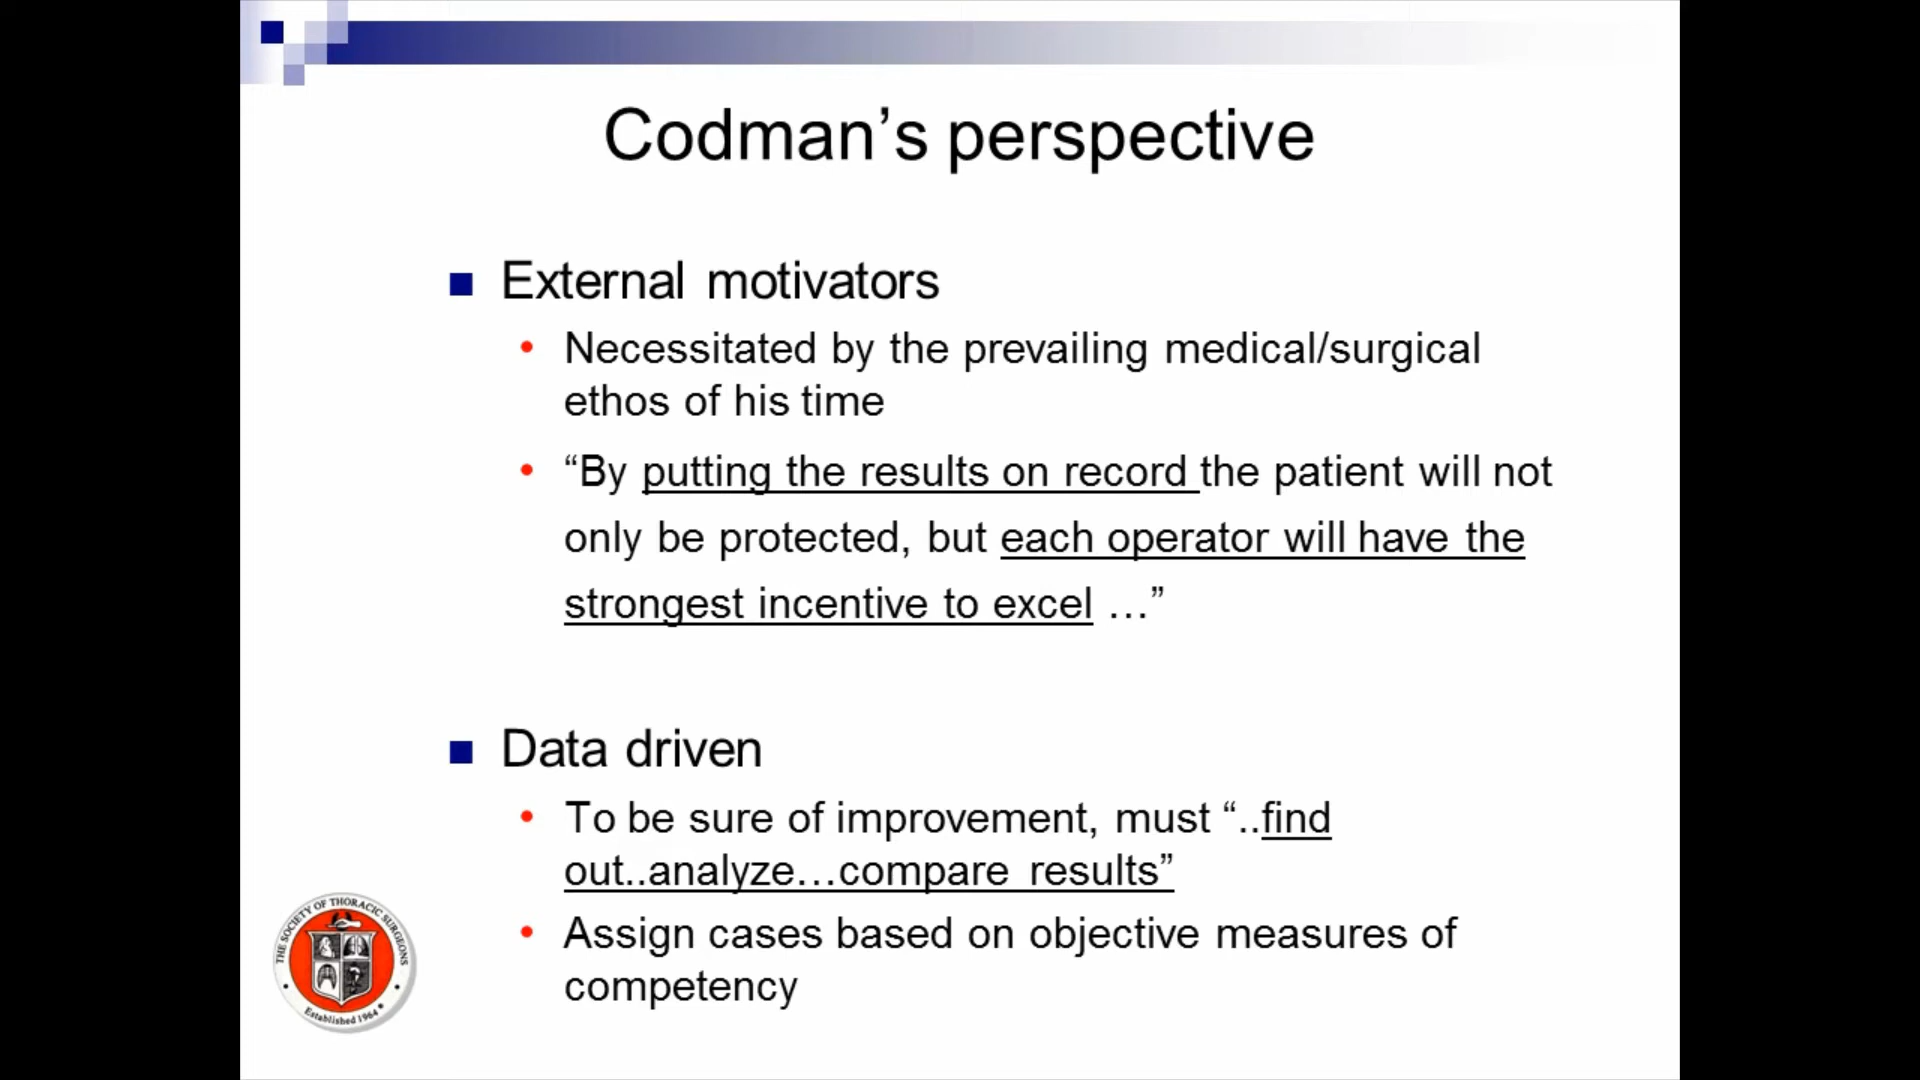 Codman’s perspective
External motivators
Necessitated by the prevailing medical/surgical
ethos of his time
“By putting the results on record the patient will not
only be protected, but each operator will have the
strongest incentive to excel …”
Data driven
To be sure of improvement, must “..find
out..analyze…compare results”
Assign cases based on objective measures of
competency
THE SOCIETY OF THORACIC SURGEONS
Established 1964